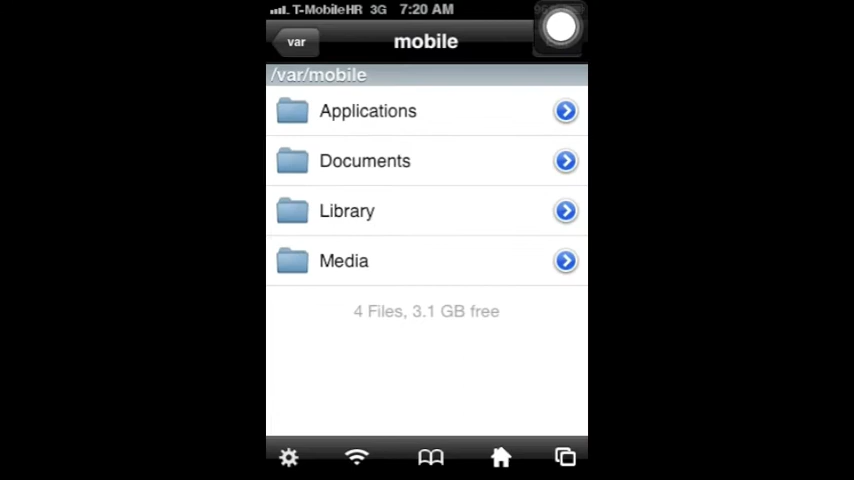 T-MobileHR 3G 7:20 AM
var
mobile
/var/mobile
Applications
Documents
Library
Media
4 Files, 3.1 GB free